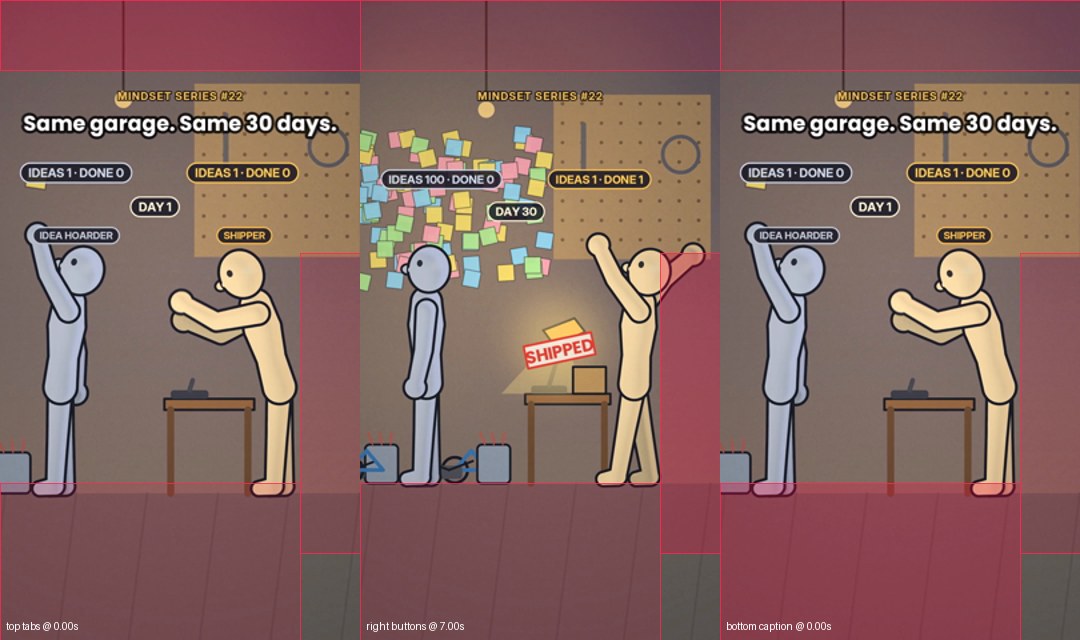 MINDSET SERIES #22
Same garage. Same 30 days.
IDEAS 1 · DONE 0
IDEAS 1 · DONE 0
DAY 1
IDEA HOARDER
SHIPPER
top tabs @ 0.00s
MINDSET SERIES #22
IDEAS 100 · DONE 0
IDEAS 1 · DONE 1
DAY 30
SHIPPED
right buttons @ 7.00s
MINDSET SERIES #22
Same garage. Same 30 days.
IDEAS 1 · DONE 0
IDEAS 1 · DONE 0
DAY 1
IDEA HOARDER
SHIPPER
bottom caption @ 0.00s